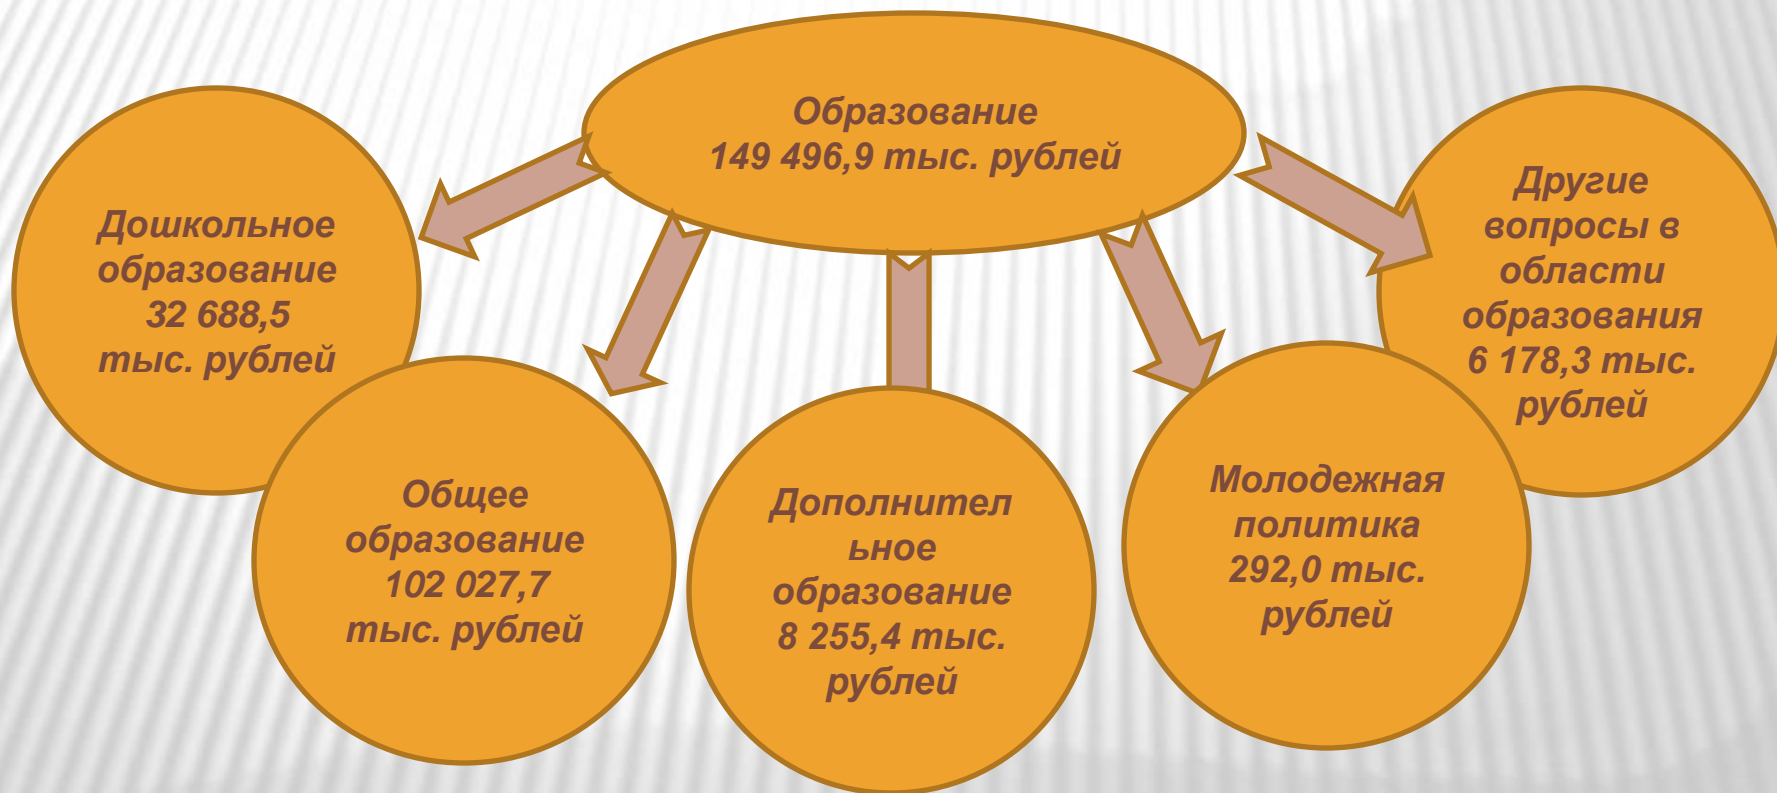 Образование
149 496,9 тыс. рублей
Дошкольное
образование
32 688,5
тыс. рублей
Общее
образование
102 027,7
тыс. рублей
Дополнител
ьное
образование
8 255,4 тыс.
рублей
Молодежная
политика
292,0 тыс.
рублей
Другие
вопросы в
области
образования
6 178,3 тыс.
рублей